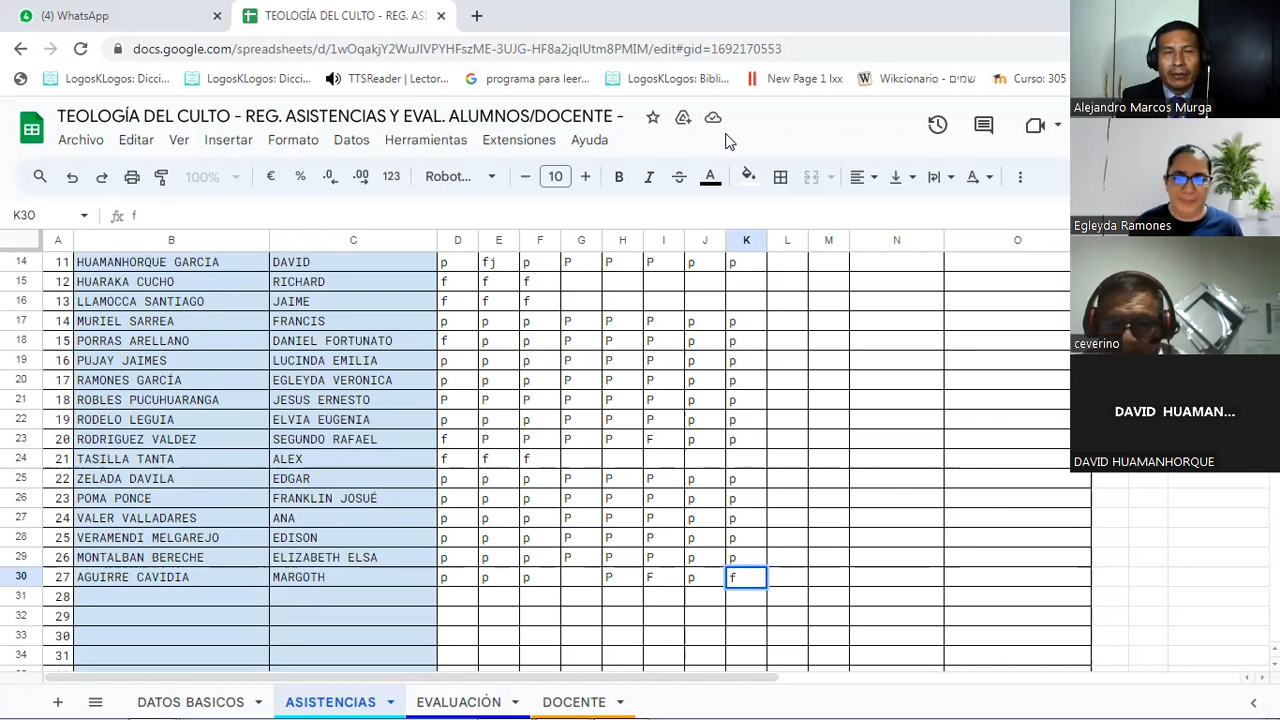 4 (4) WhatsApp × TEOLOGÍA DEL CULTO - REG. ASI × +
docs.google.com/spreadsheets/d/1wOqakjY2WuJIVPYHFszME-3UJG-HF8a2jqlUtm8PMIM/edit#gid=1692170553
LogosKLogos: Dicci... LogosKLogos: Dicci... TTSReader | Lector... programa para leer... LogosKLogos: Bibli... New Page 1 lxx Wikcionario - שמים... Curso: 305
TEOLOGÍA DEL CULTO - REG. ASISTENCIAS Y EVAL. ALUMNOS/DOCENTE -
Archivo Editar Ver Insertar Formato Datos Herramientas Extensiones Ayuda
100% € % .0 .00 123 Robot... - 10 + B I S A
K30 fx f
A B C D E F G H I J K L M N O
14 11 HUAMANHORQUE GARCIA DAVID p fj p P P P p p
15 12 HUARAKA CUCHO RICHARD f f f
16 13 LLAMOCCA SANTIAGO JAIME f f f
17 14 MURIEL SARREA FRANCIS p p p P P P p p
18 15 PORRAS ARELLANO DANIEL FORTUNATO f p p P P P p p
19 16 PUJAY JAIMES LUCINDA EMILIA p p p P P P p p
20 17 RAMONES GARCÍA EGLEYDA VERONICA p p p P P P p p
21 18 ROBLES PUCUHUARANGA JESUS ERNESTO P p p P P P p p
22 19 RODELO LEGUIA ELVIA EUGENIA p p p P P P p p
23 20 RODRIGUEZ VALDEZ SEGUNDO RAFAEL f P P P P F p p
24 21 TASILLA TANTA ALEX f f f
25 22 ZELADA DAVILA EDGAR p p p P P P p p
26 23 POMA PONCE FRANKLIN JOSUÉ p p p P P P p p
27 24 VALER VALLADARES ANA p p p P P P p p
28 25 VERAMENDI MELGAREJO EDISON p p p P P P p p
29 26 MONTALBAN BERECHE ELIZABETH ELSA p p p P P P p p
30 27 AGUIRRE CAVIDIA MARGOTH p p p P F p f
31 28
32 29
33 30
34 31
+ DATOS BASICOS ASISTENCIAS EVALUACIÓN DOCENTE
Alejandro Marcos Murga
Egleyda Ramones
ceverino
DAVID HUAMAN...
DAVID HUAMANHORQUE